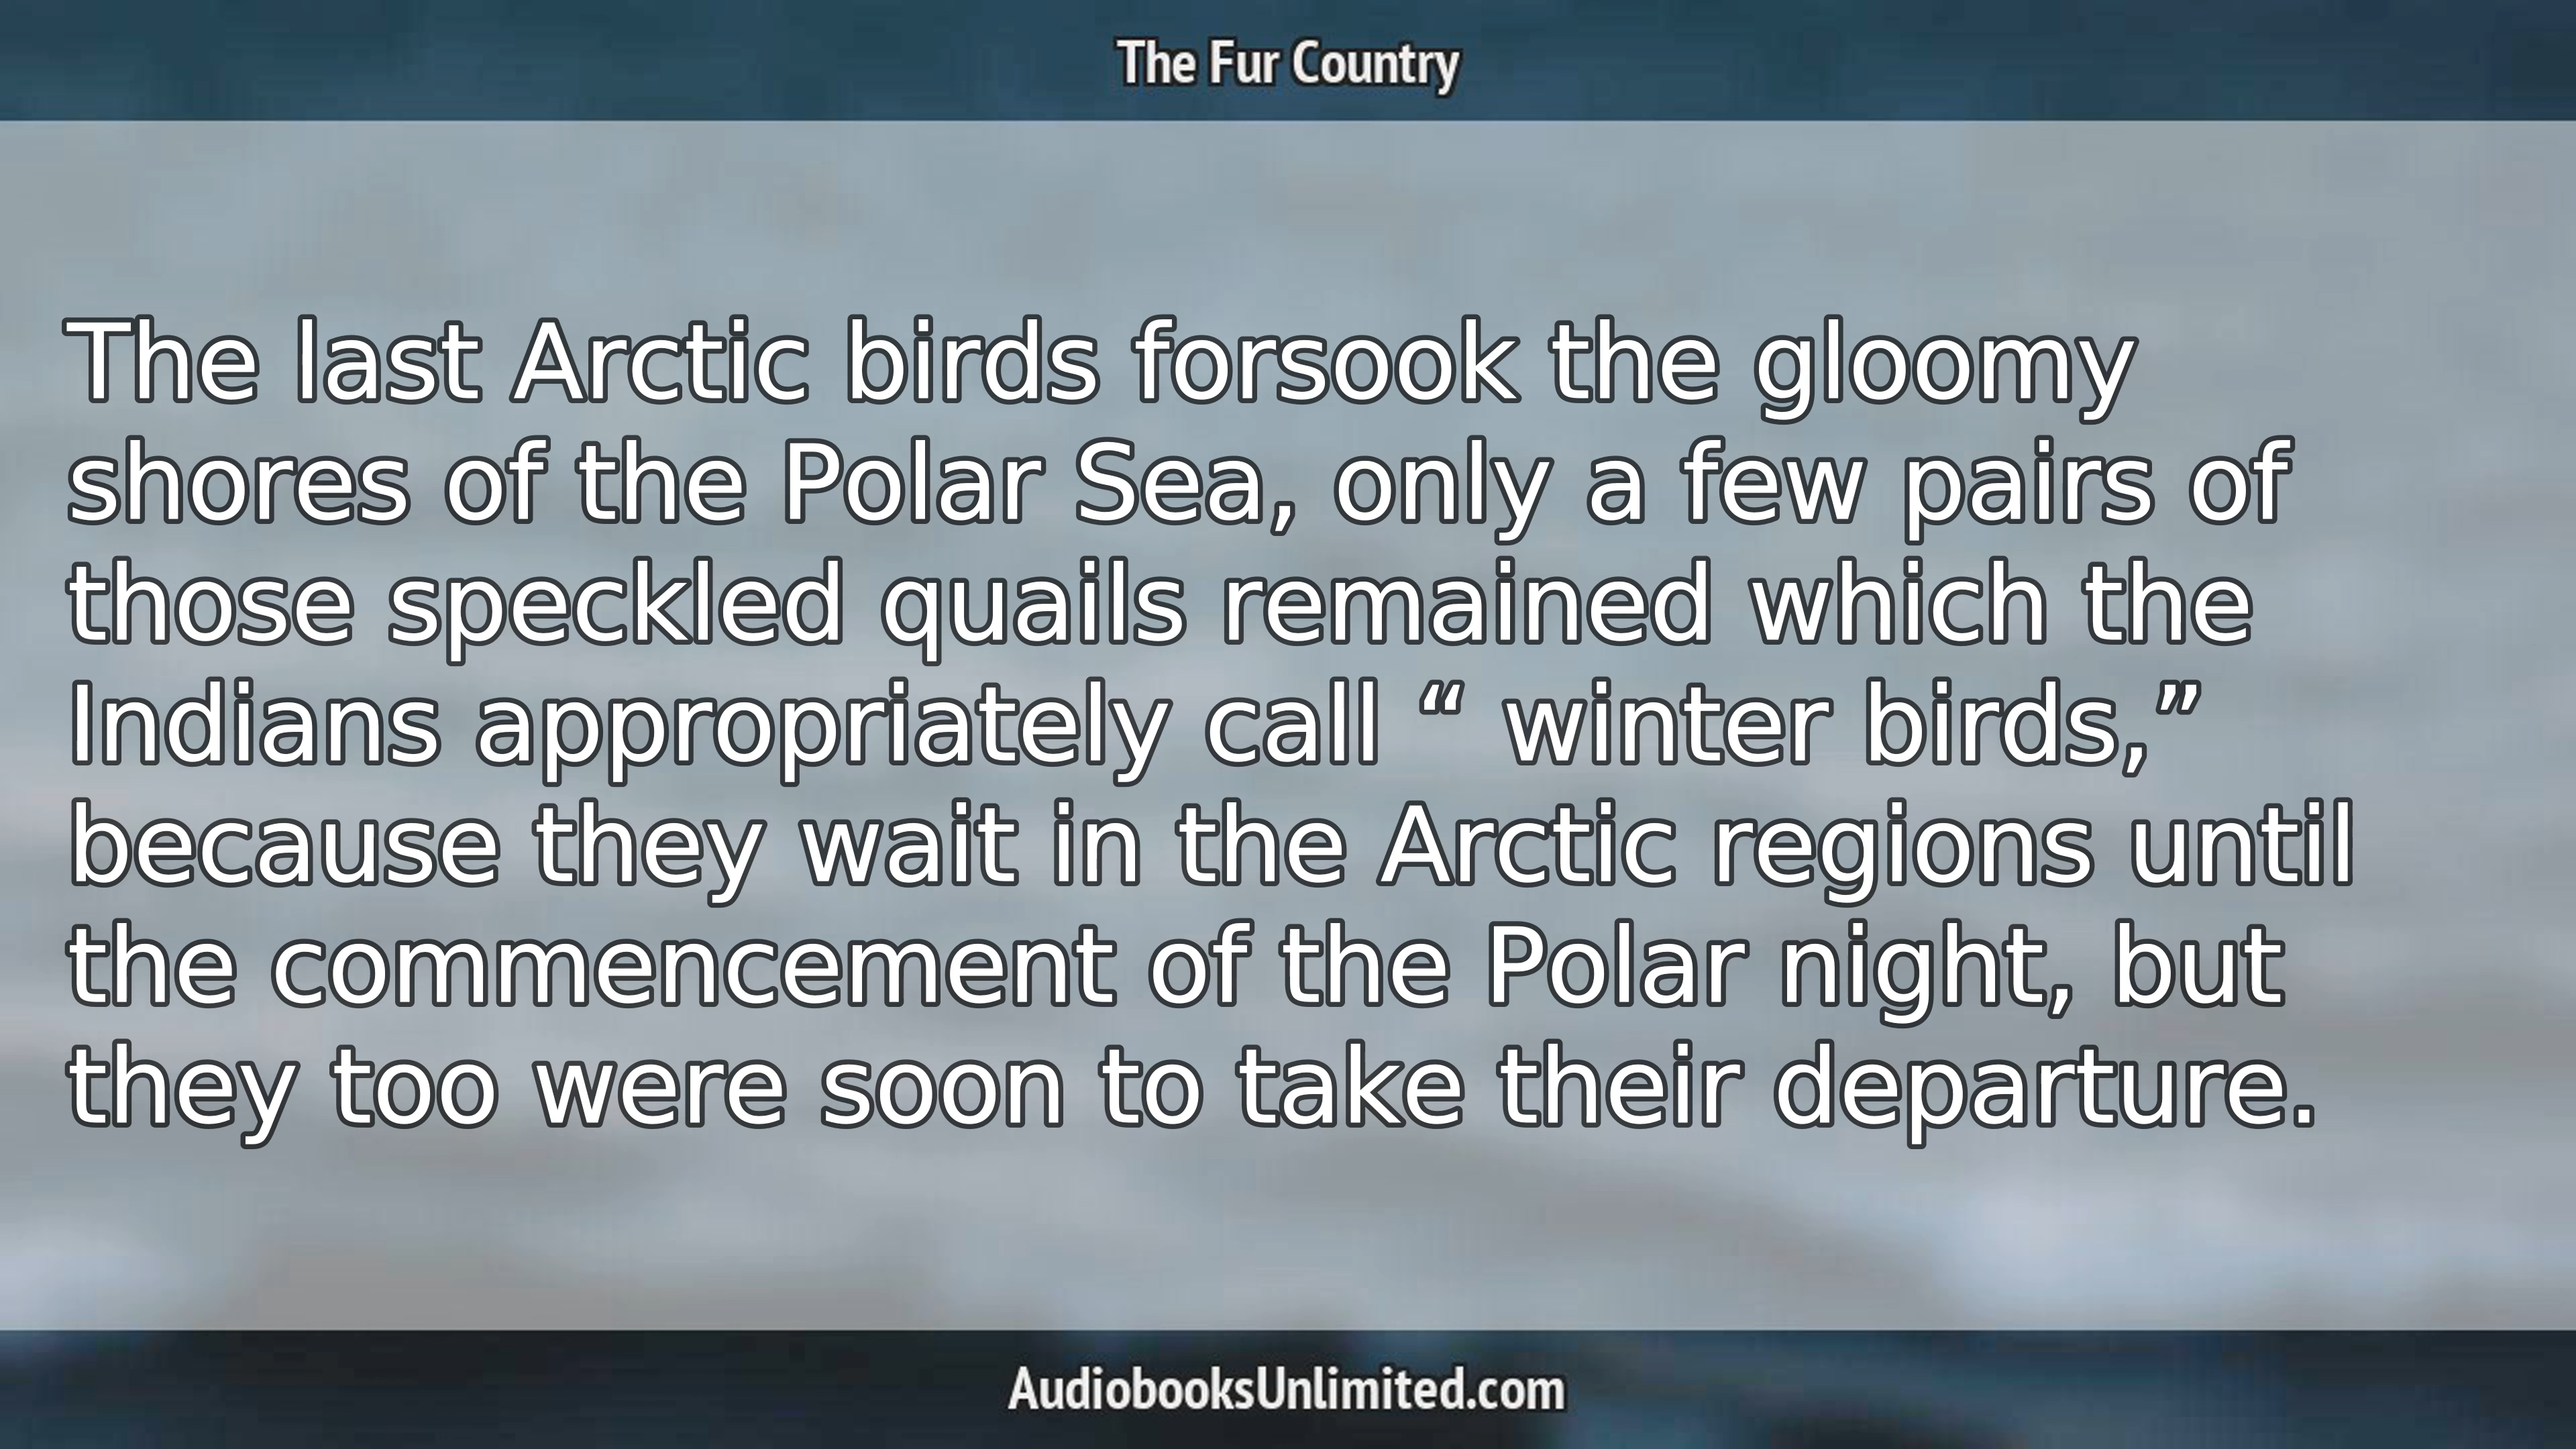 The Fur Country
The last Arctic birds forsook the gloomy
shores of the Polar Sea, only a few pairs of
those speckled quails remained which the
Indians appropriately call “ winter birds,”
because they wait in the Arctic regions until
the commencement of the Polar night, but
they too were soon to take their departure.
AudiobooksUnlimited.com